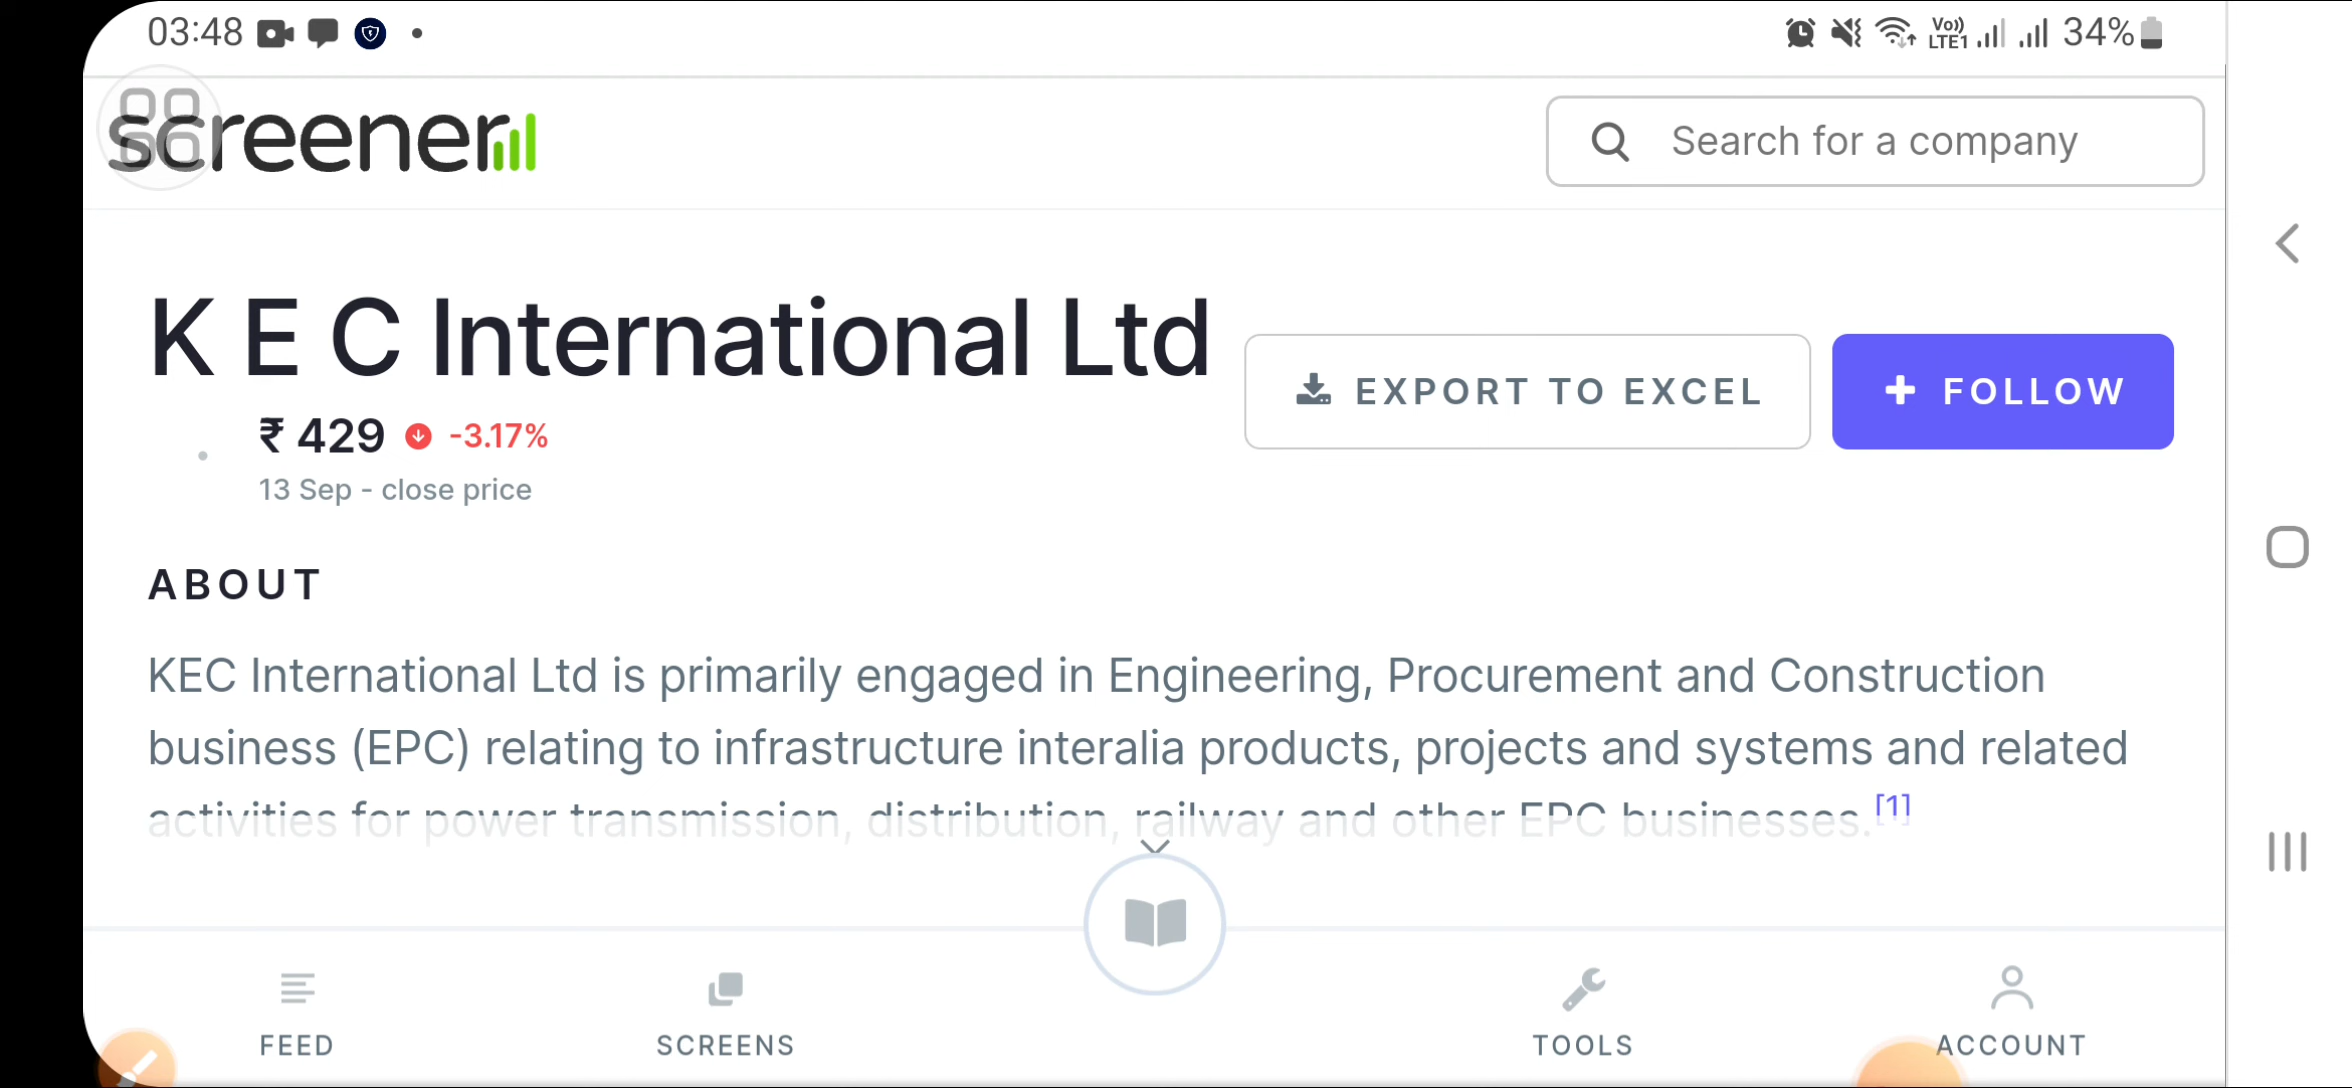 03:48
Vo)) LTE1 34%
screener
Search for a company
K E C International Ltd
EXPORT TO EXCEL
FOLLOW
₹ 429 -3.17%
13 Sep - close price
ABOUT
KEC International Ltd is primarily engaged in Engineering, Procurement and Construction
business (EPC) relating to infrastructure interalia products, projects and systems and related
activities for power transmission, distribution, railway and other EPC businesses.[1]
FEED
SCREENS
TOOLS
ACCOUNT